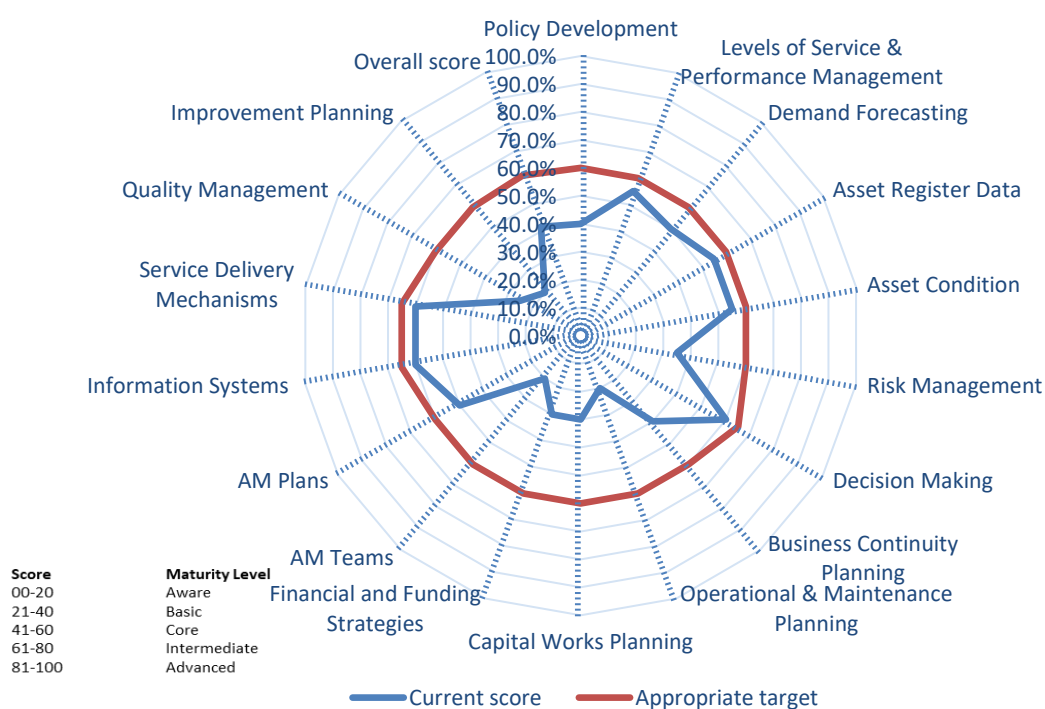 Policy Development
Levels of Service &
Performance Management
Demand Forecasting
Asset Register Data
Asset Condition
Risk Management
Decision Making
Business Continuity
Planning
Operational & Maintenance
Planning
Capital Works Planning
Financial and Funding
Strategies
AM Teams
AM Plans
Information Systems
Service Delivery
Mechanisms
Quality Management
Improvement Planning
Overall score
100.0%
90.0%
80.0%
70.0%
60.0%
50.0%
40.0%
30.0%
20.0%
10.0%
0.0%
Score Maturity Level
00-20 Aware
21-40 Basic
41-60 Core
61-80 Intermediate
81-100 Advanced
Current score Appropriate target